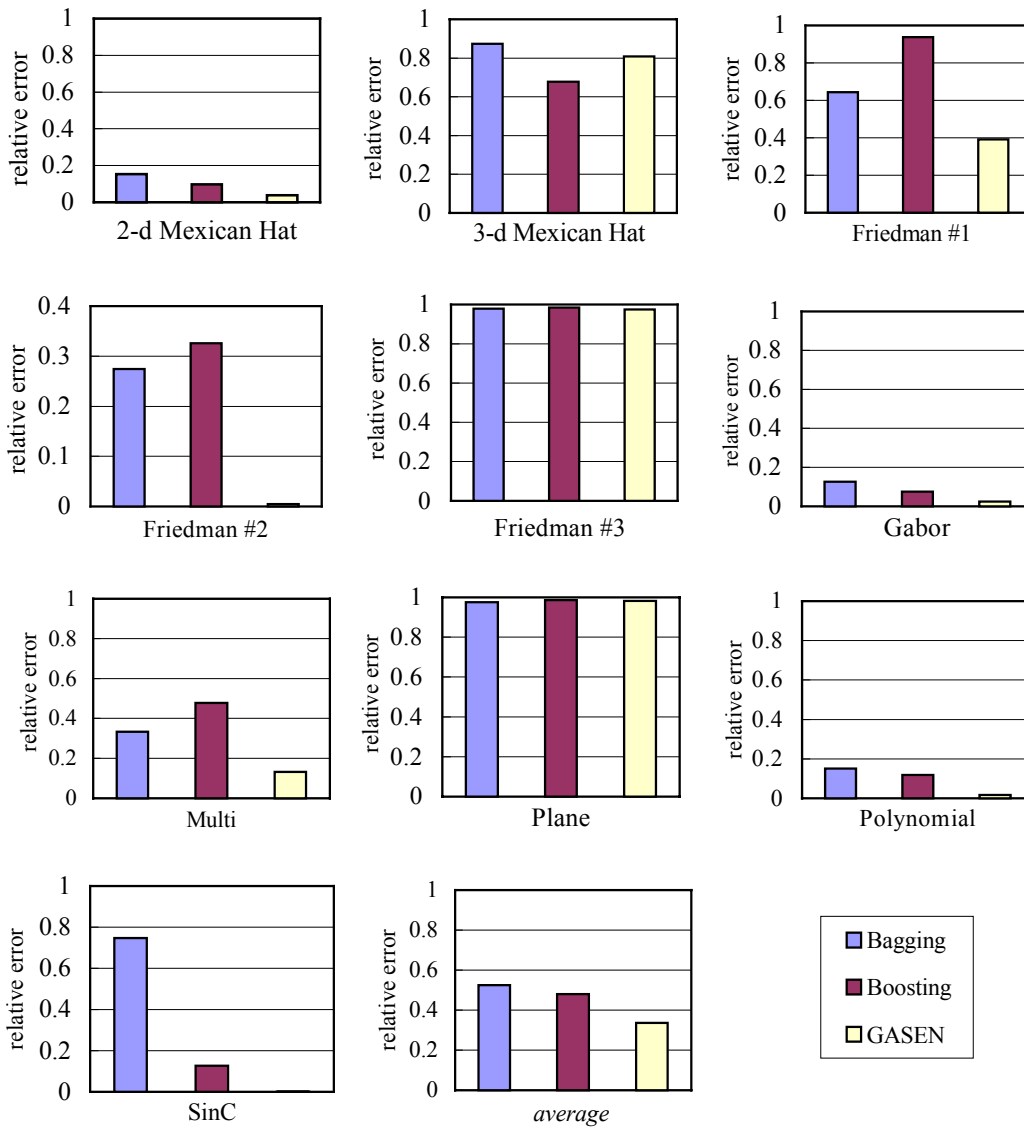 1
0.8
0.6
0.4
0.2
0
relative error
2-d Mexican Hat
1
0.8
0.6
0.4
0.2
0
relative error
3-d Mexican Hat
1
0.8
0.6
0.4
0.2
0
relative error
Friedman #1
0.4
0.3
0.2
0.1
0
relative error
Friedman #2
1
0.8
0.6
0.4
0.2
0
relative error
Friedman #3
1
0.8
0.6
0.4
0.2
0
relative error
Gabor
1
0.8
0.6
0.4
0.2
0
relative error
Multi
1
0.8
0.6
0.4
0.2
0
relative error
Plane
1
0.8
0.6
0.4
0.2
0
relative error
Polynomial
1
0.8
0.6
0.4
0.2
0
relative error
SinC
1
0.8
0.6
0.4
0.2
0
relative error
average
Bagging
Boosting
GASEN